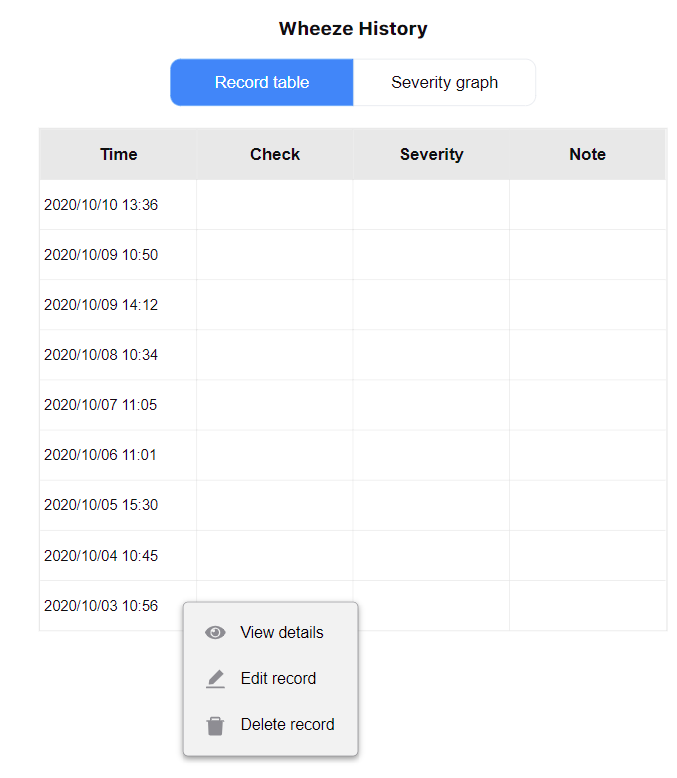 Wheeze History
Record table Severity graph
Time Check Severity Note
2020/10/10 13:36
2020/10/09 10:50
2020/10/09 14:12
2020/10/08 10:34
2020/10/07 11:05
2020/10/06 11:01
2020/10/05 15:30
2020/10/04 10:45
2020/10/03 10:56
View details
Edit record
Delete record